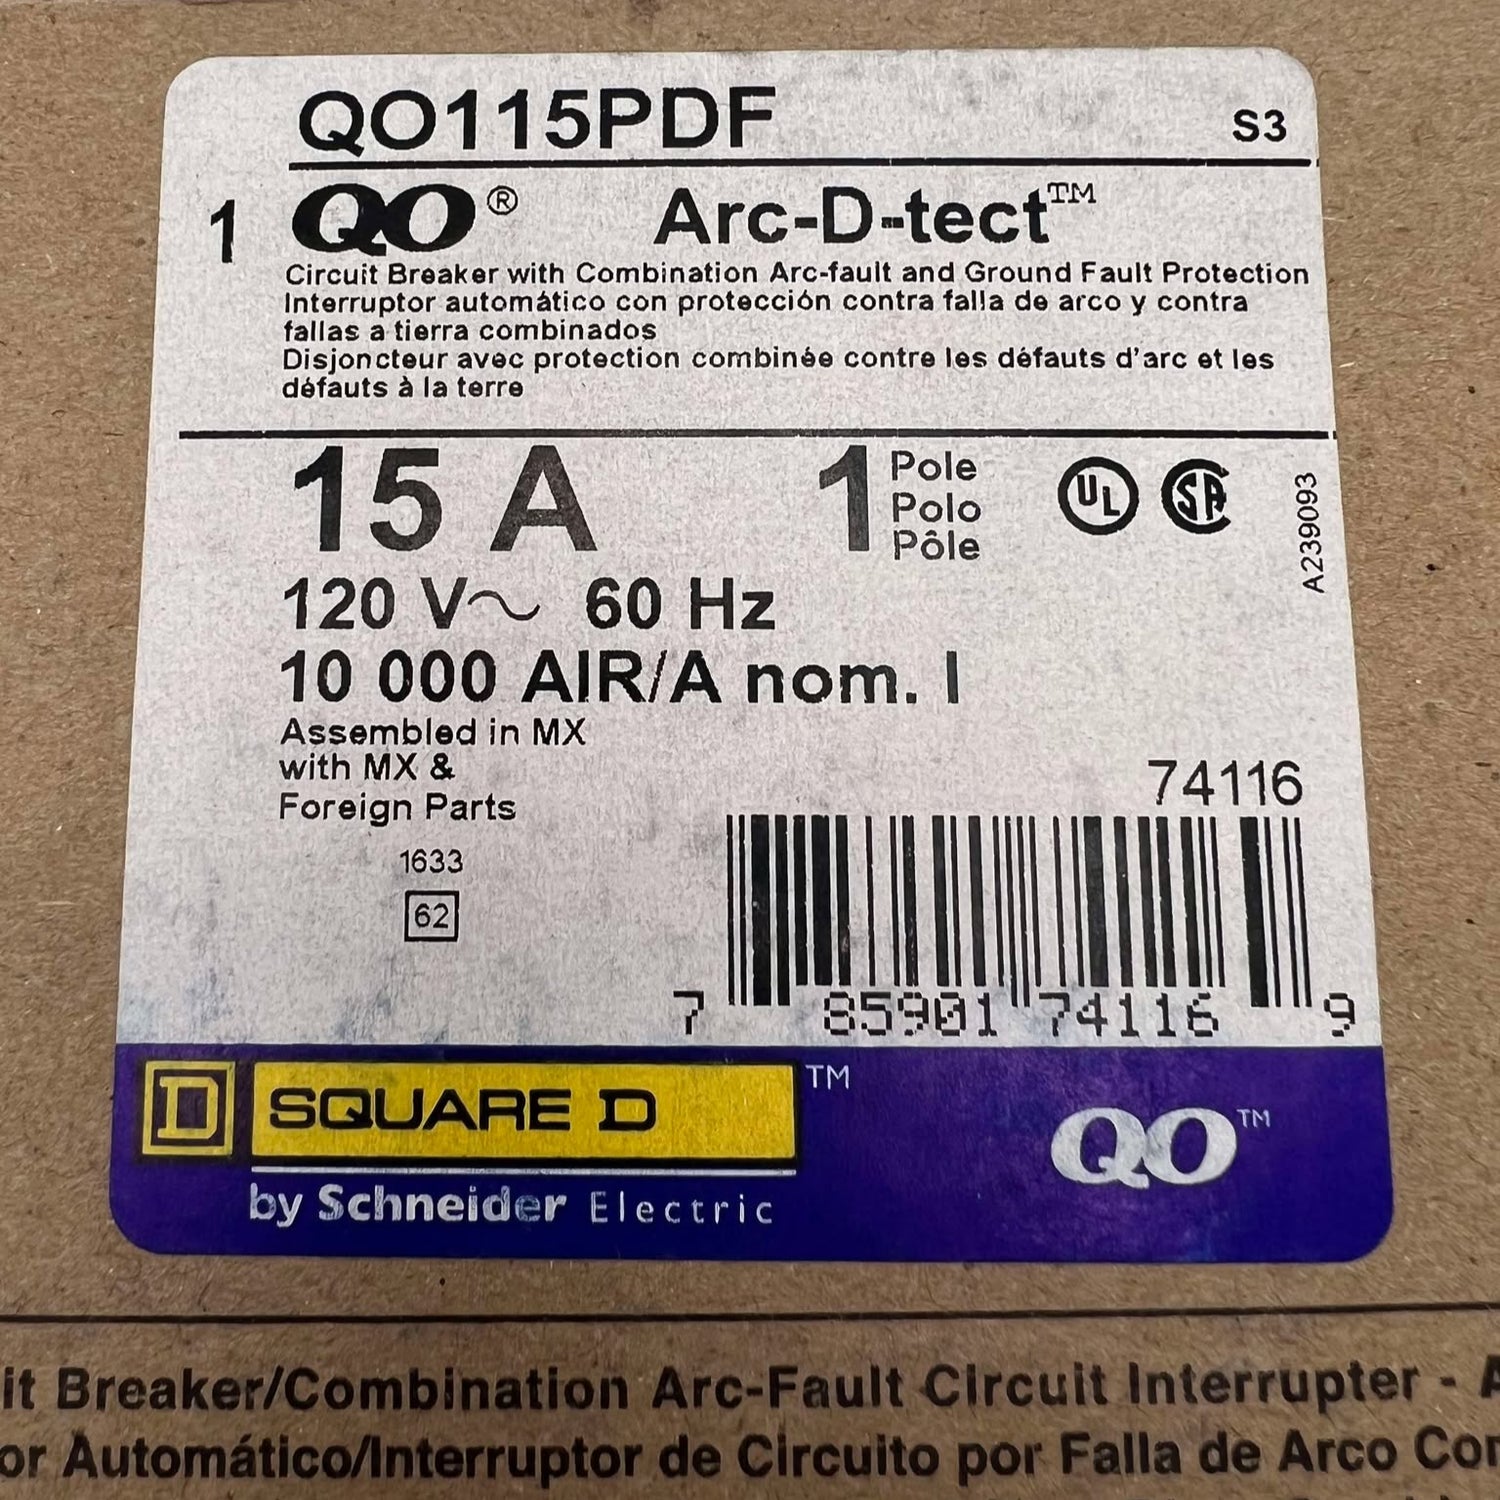 QO115PDF S3
1 QO® Arc-D-tect™
Circuit Breaker with Combination Arc-fault and Ground Fault Protection
Interruptor automático con protección contra falla de arco y contra
fallas a tierra combinados
Disjoncteur avec protection combinée contre les défauts d'arc et les
défauts à la terre
15 A 1 Pole
Polo
Pôle
UL SA
A239093
120 V~ 60 Hz
10 000 AIR/A nom. I
Assembled in MX
with MX &
Foreign Parts
1633
62
74116
7 85901 74116 9
D SQUARE D™
by Schneider Electric
QO™
it Breaker/Combination Arc-Fault Circuit Interrupter - A
or Automático/Interruptor de Circuito por Falla de Arco Con